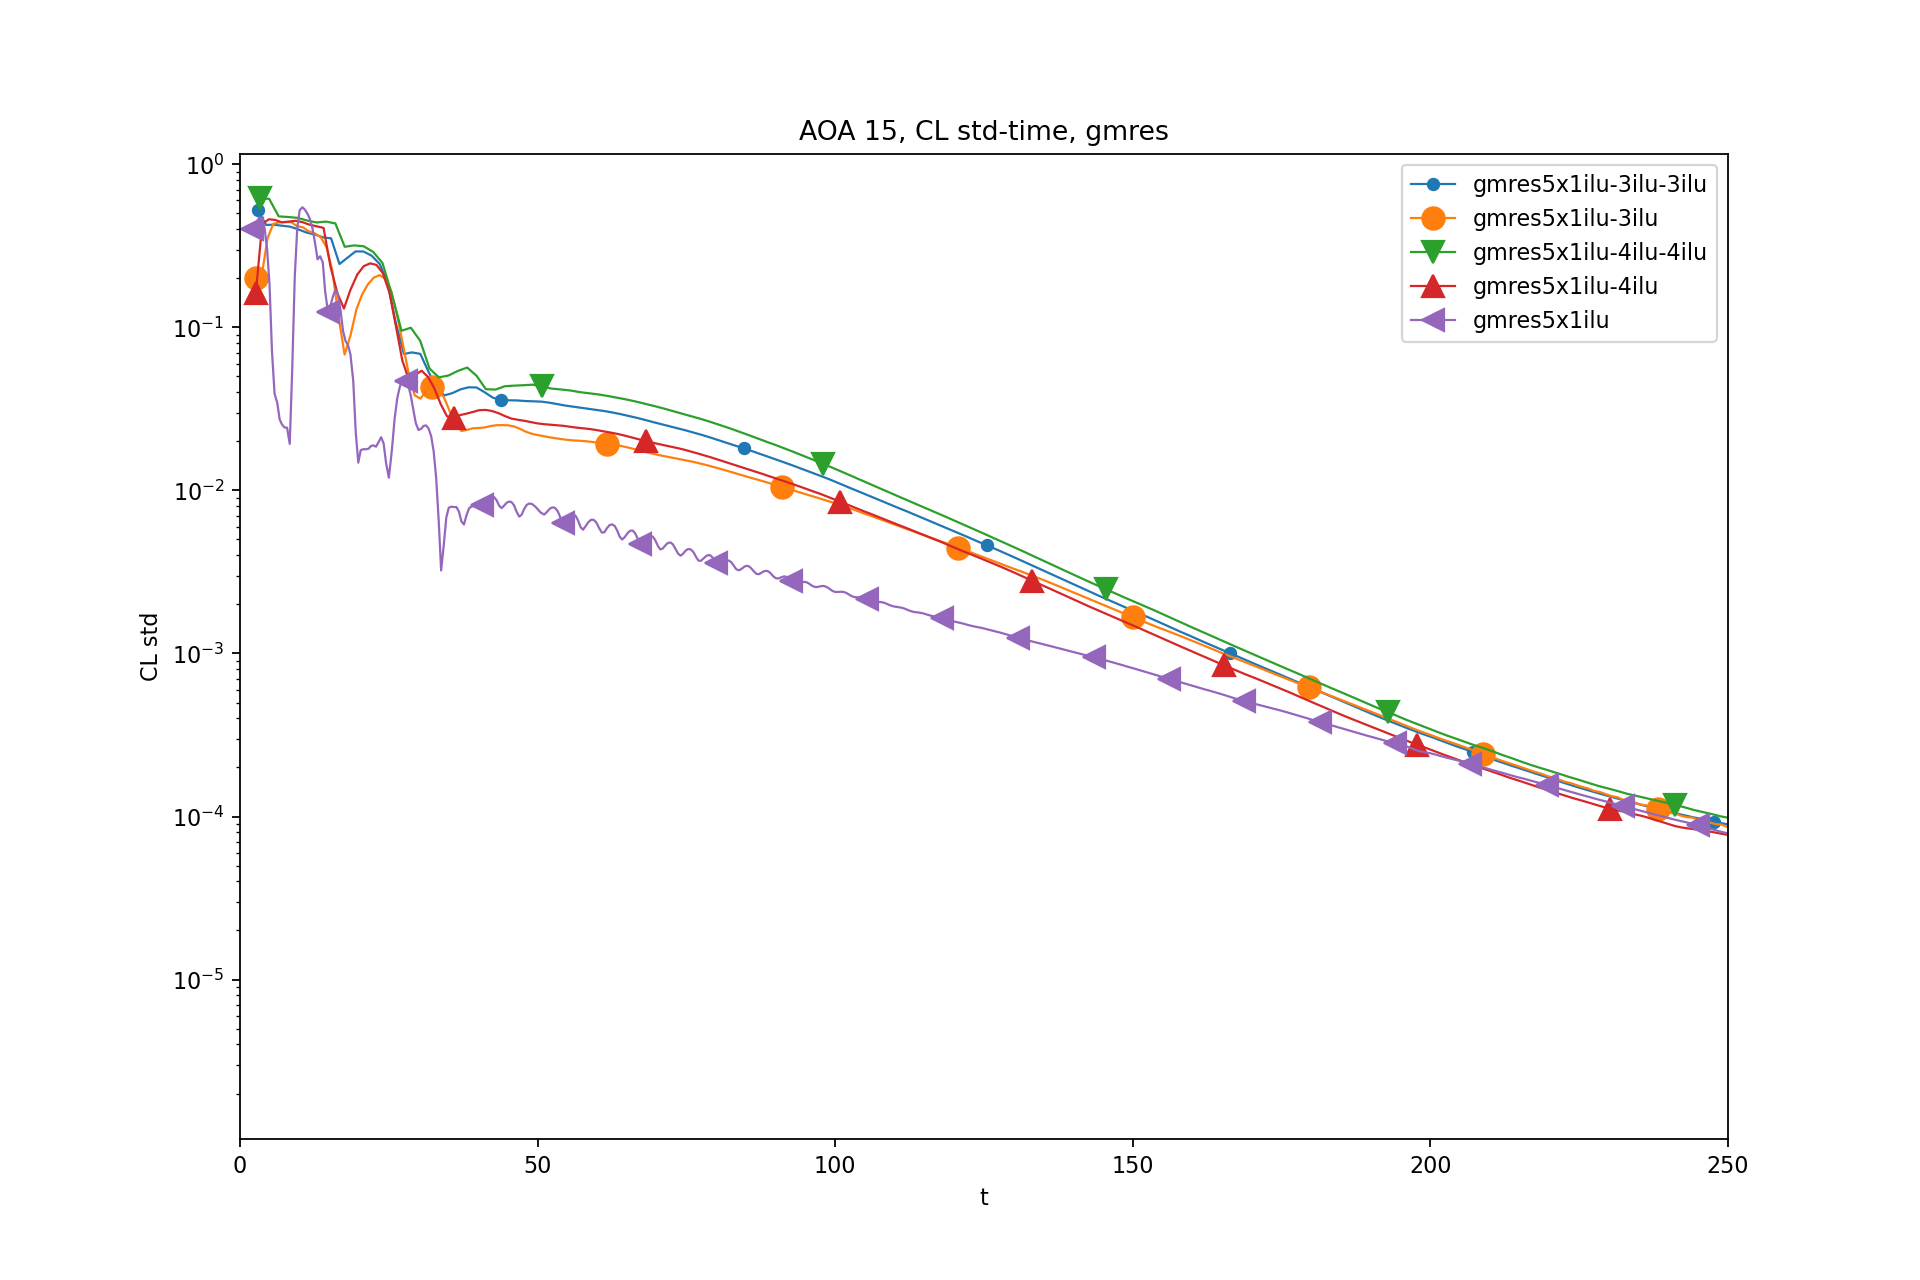 AOA 15, CL std-time, gmres
gmres5x1ilu-3ilu-3ilu
gmres5x1ilu-3ilu
gmres5x1ilu-4ilu-4ilu
gmres5x1ilu-4ilu
gmres5x1ilu
CL std
10⁰
10⁻¹
10⁻²
10⁻³
10⁻⁴
10⁻⁵
0 50 100 150 200 250
t